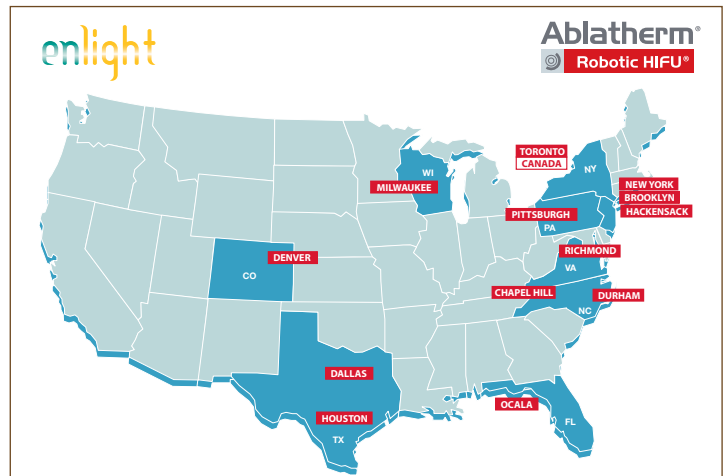 enlight
Ablatherm®
Robotic HIFU®
TORONTO
CANADA
NY
WI
MILWAUKEE
NEW YORK
BROOKLYN
HACKENSACK
PITTSBURGH
PA
RICHMOND
DENVER
VA
CO
CHAPEL HILL
DURHAM
NC
DALLAS
OCALA
HOUSTON
FL
TX